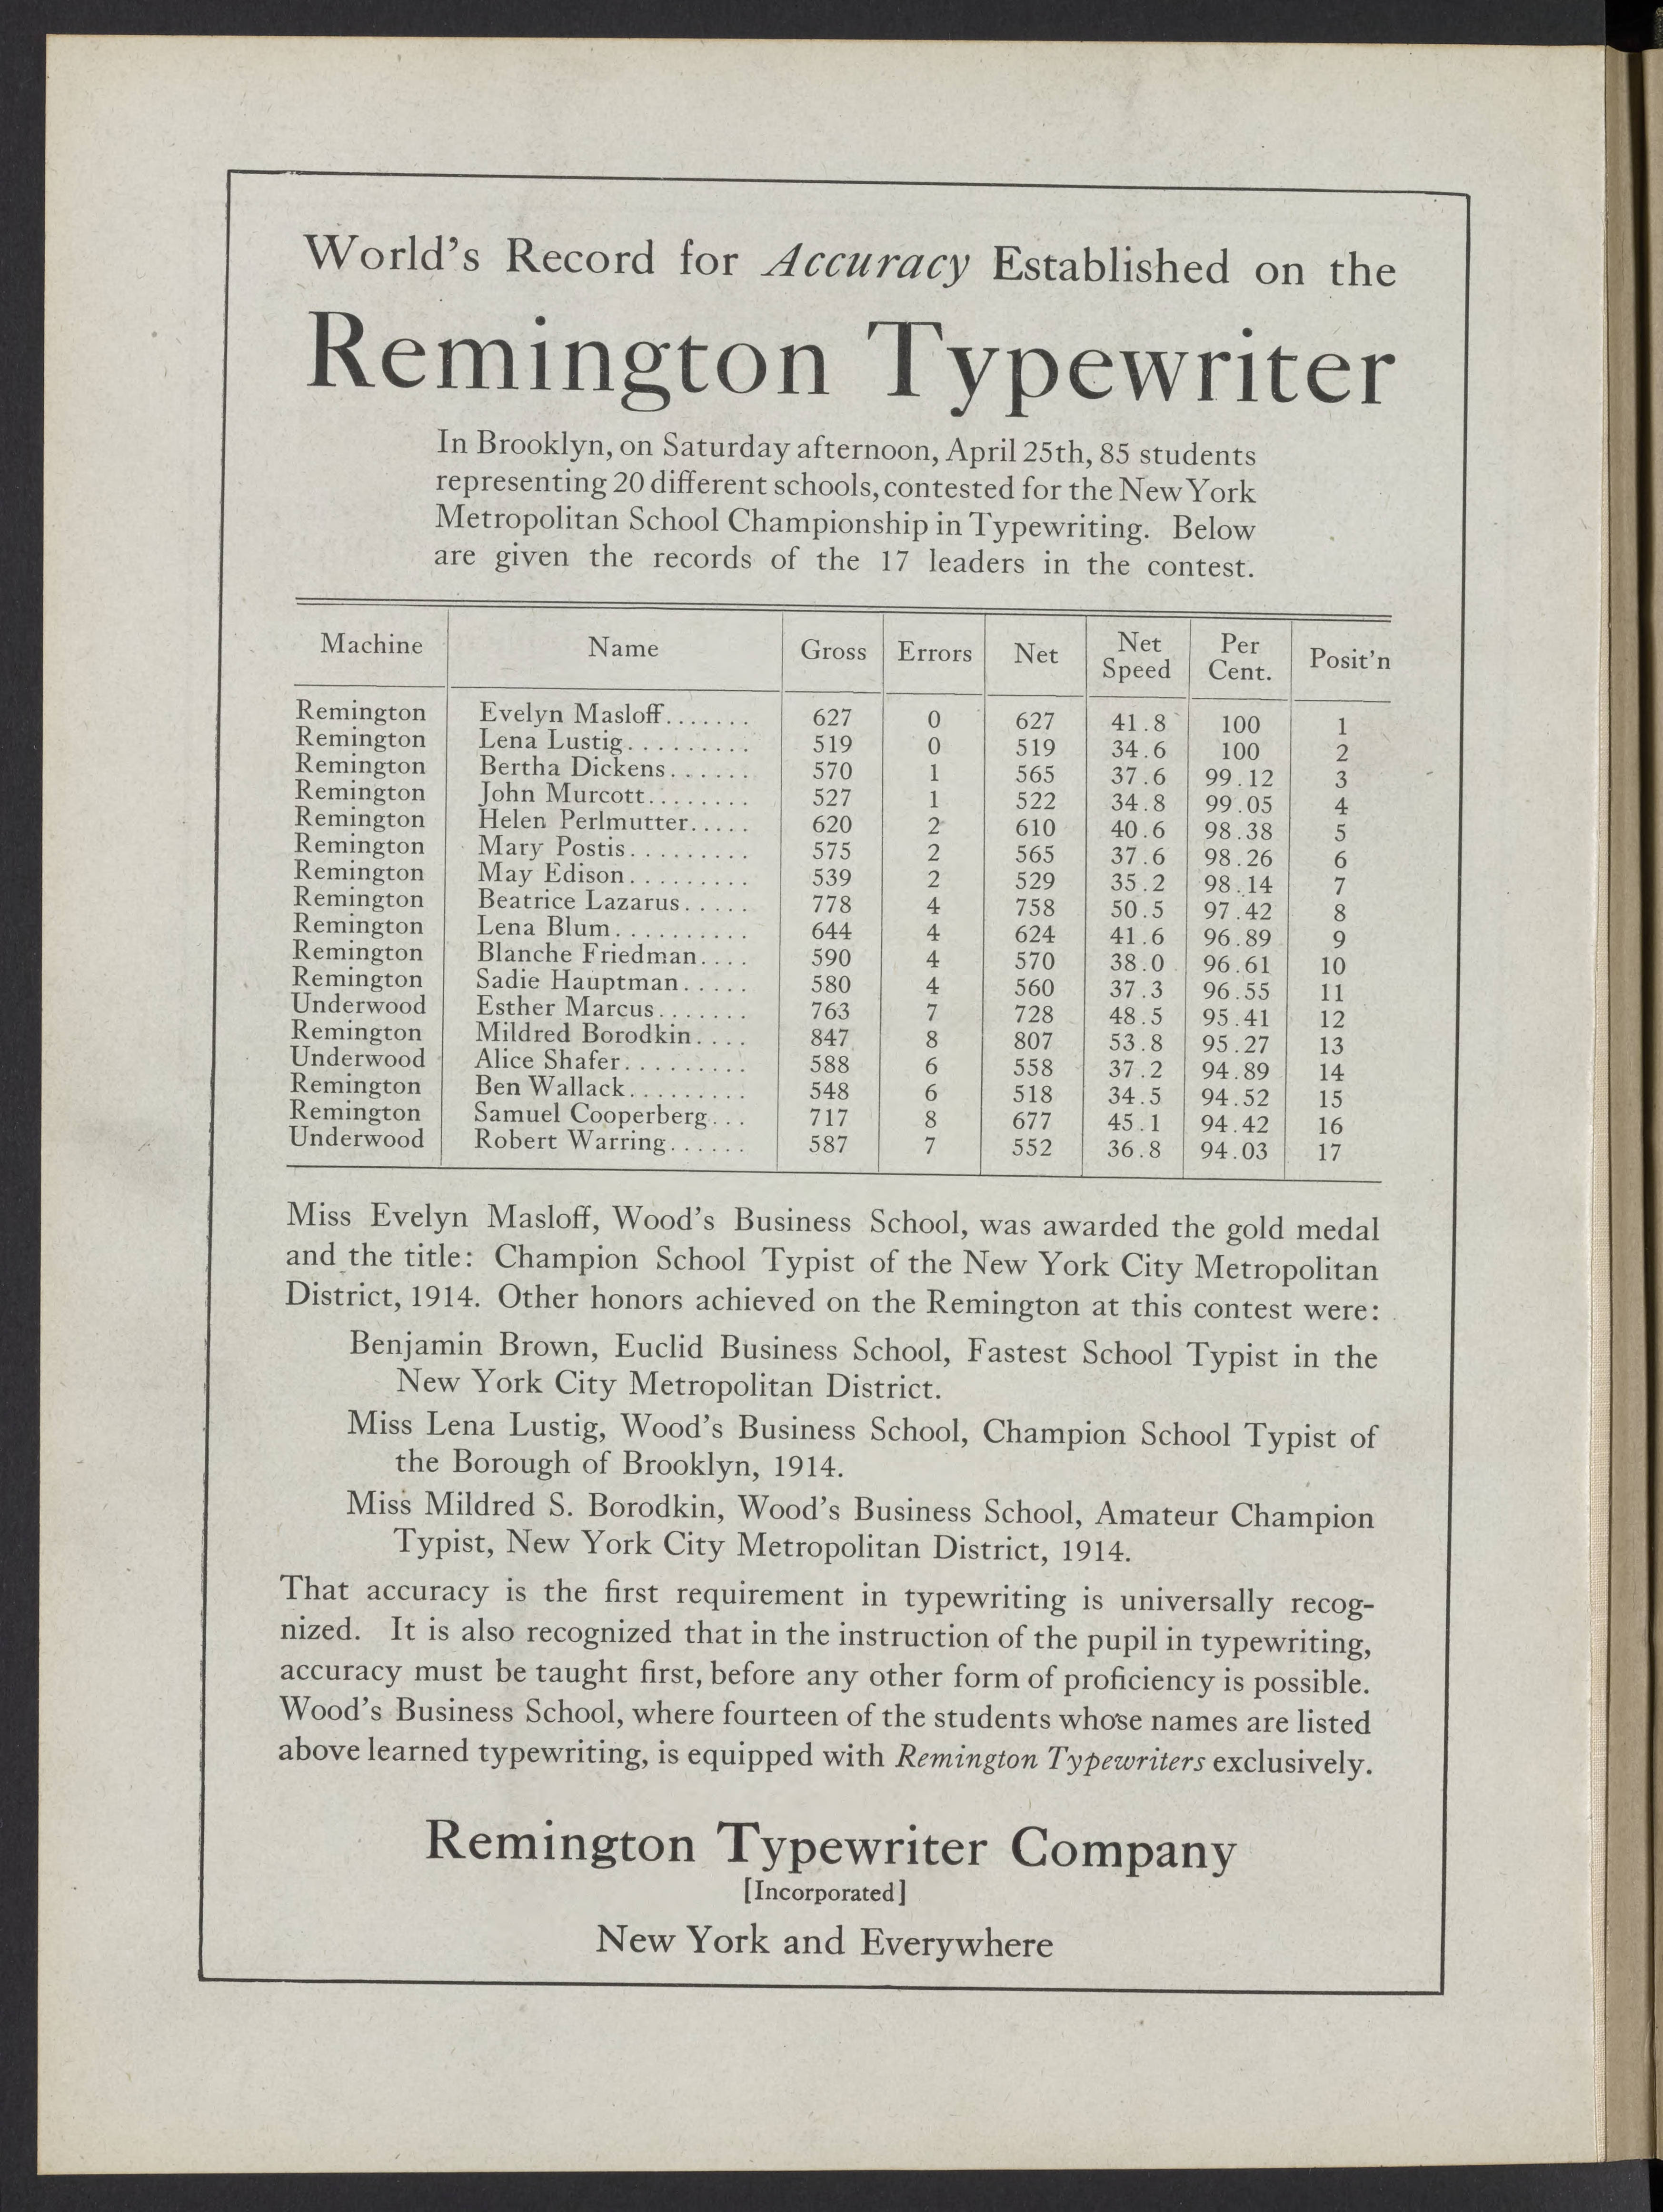 World's Record for Accuracy Established on the
Remington Typewriter
In Brooklyn, on Saturday afternoon, April 25th, 85 students
representing 20 different schools, contested for the New York
Metropolitan School Championship in Typewriting. Below
are given the records of the 17 leaders in the contest.
Machine Name Gross Errors Net Net Speed Per Cent. Posit'n
Remington Evelyn Masloff....... 627 0 627 41.8 100 1
Remington Lena Lustig......... 519 0 519 34.6 100 2
Remington Bertha Dickens...... 570 1 565 37.6 99.12 3
Remington John Murcott........ 527 1 522 34.8 99.05 4
Remington Helen Perlmutter..... 620 2 610 40.6 98.38 5
Remington Mary Postis......... 575 2 565 37.6 98.26 6
Remington May Edison......... 539 2 529 35.2 98.14 7
Remington Beatrice Lazarus..... 778 4 758 50.5 97.42 8
Remington Lena Blum.......... 644 4 624 41.6 96.89 9
Remington Blanche Friedman.... 590 4 570 38.0 96.61 10
Remington Sadie Hauptman..... 580 4 560 37.3 96.55 11
Underwood Esther Marcus....... 763 7 728 48.5 95.41 12
Remington Mildred Borodkin.... 847 8 807 53.8 95.27 13
Underwood Alice Shafer......... 588 6 558 37.2 94.89 14
Remington Ben Wallack......... 548 6 518 34.5 94.52 15
Remington Samuel Cooperberg... 717 8 677 45.1 94.42 16
Underwood Robert Warring...... 587 7 552 36.8 94.03 17
Miss Evelyn Masloff, Wood's Business School, was awarded the gold medal
and the title: Champion School Typist of the New York City Metropolitan
District, 1914. Other honors achieved on the Remington at this contest were:
Benjamin Brown, Euclid Business School, Fastest School Typist in the
New York City Metropolitan District.
Miss Lena Lustig, Wood's Business School, Champion School Typist of
the Borough of Brooklyn, 1914.
Miss Mildred S. Borodkin, Wood's Business School, Amateur Champion
Typist, New York City Metropolitan District, 1914.
That accuracy is the first requirement in typewriting is universally recog-
nized. It is also recognized that in the instruction of the pupil in typewriting,
accuracy must be taught first, before any other form of proficiency is possible.
Wood's Business School, where fourteen of the students whose names are listed
above learned typewriting, is equipped with Remington Typewriters exclusively.
Remington Typewriter Company
[Incorporated]
New York and Everywhere